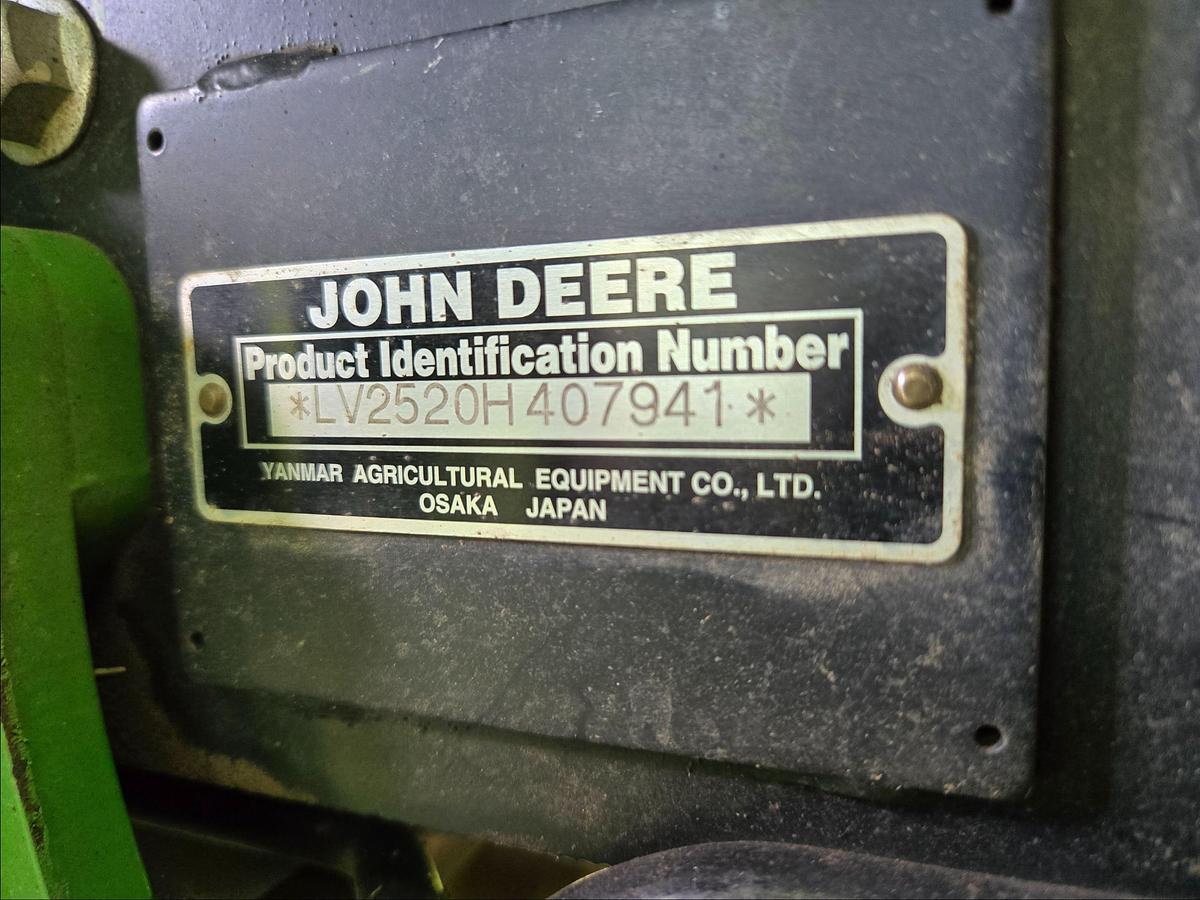 JOHN DEERE
Product Identification Number
*LV2520H407941*
YANMAR AGRICULTURAL EQUIPMENT CO., LTD.
OSAKA JAPAN